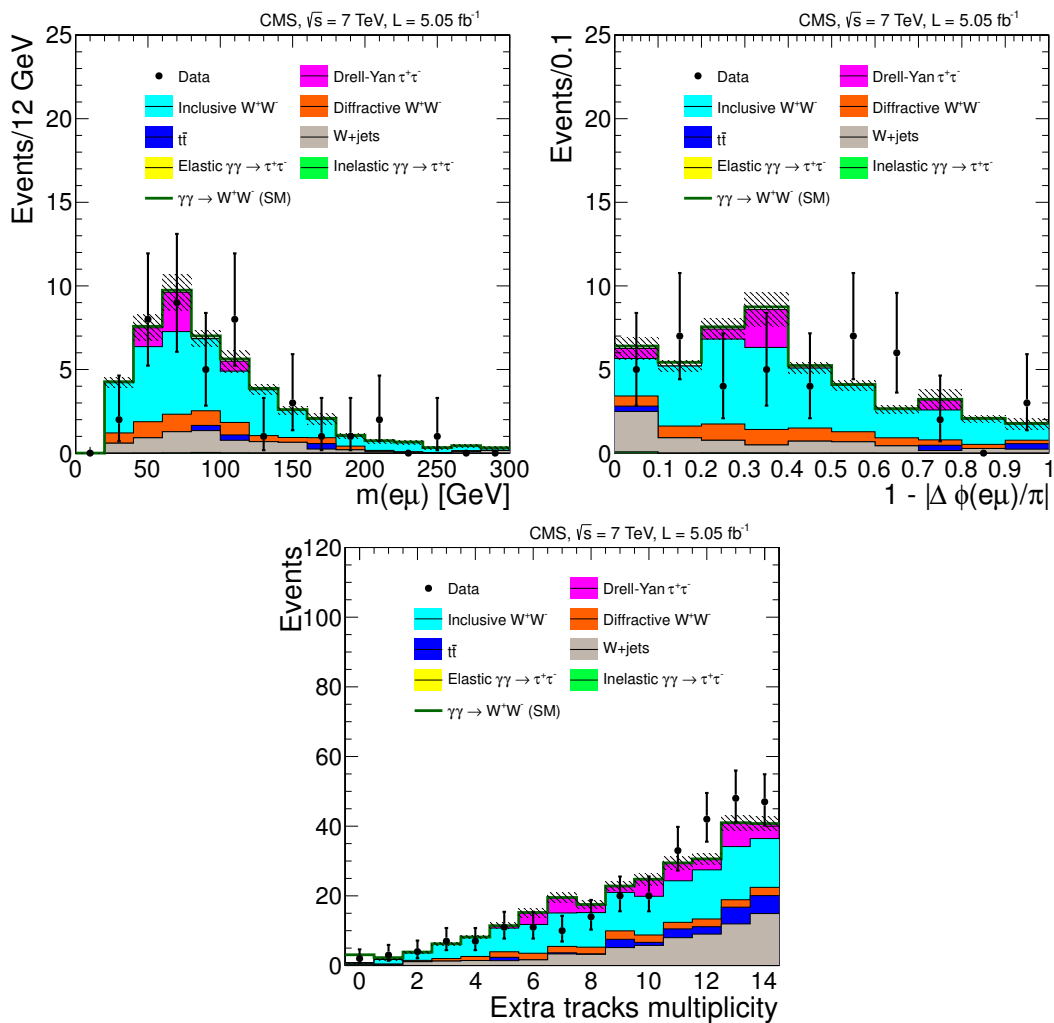 CMS, √s = 7 TeV, L = 5.05 fb⁻¹
Events/12 GeV
25
20
15
10
5
0
Data
Drell-Yan τ⁺τ⁻
Inclusive W⁺W⁻
Diffractive W⁺W⁻
tt̄
W+jets
Elastic γγ → τ⁺τ⁻
Inelastic γγ → τ⁺τ⁻
γγ → W⁺W⁻ (SM)
0 50 100 150 200 250 300
m(eμ) [GeV]
CMS, √s = 7 TeV, L = 5.05 fb⁻¹
Events/0.1
25
20
15
10
5
0
Data
Drell-Yan τ⁺τ⁻
Inclusive W⁺W⁻
Diffractive W⁺W⁻
tt̄
W+jets
Elastic γγ → τ⁺τ⁻
Inelastic γγ → τ⁺τ⁻
γγ → W⁺W⁻ (SM)
0 0.1 0.2 0.3 0.4 0.5 0.6 0.7 0.8 0.9 1
1 - |Δ ϕ(eμ)/π|
CMS, √s = 7 TeV, L = 5.05 fb⁻¹
Events
120
100
80
60
40
20
0
Data
Drell-Yan τ⁺τ⁻
Inclusive W⁺W⁻
Diffractive W⁺W⁻
tt̄
W+jets
Elastic γγ → τ⁺τ⁻
Inelastic γγ → τ⁺τ⁻
γγ → W⁺W⁻ (SM)
0 2 4 6 8 10 12 14
Extra tracks multiplicity